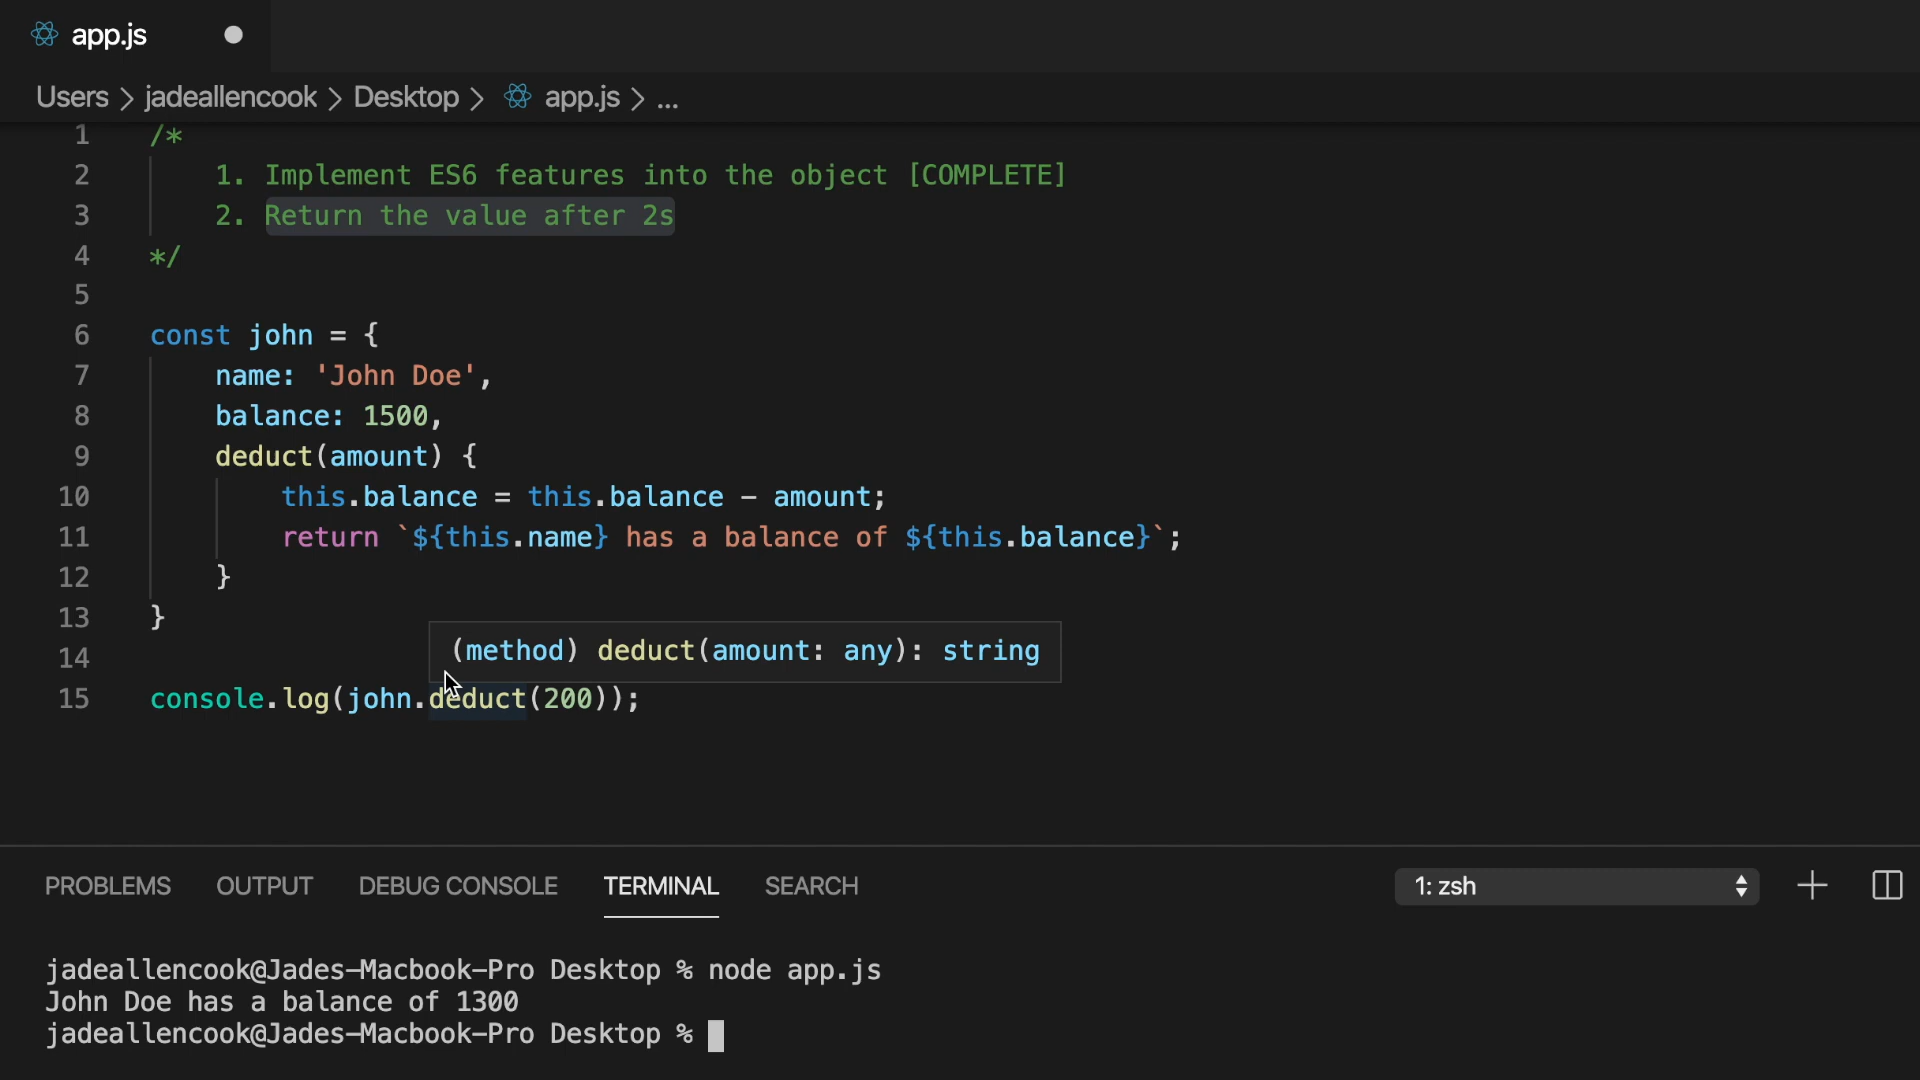 app.js
Users > jadeallencook > Desktop > app.js > ...
1 /*
2 1. Implement ES6 features into the object [COMPLETE]
3 2. Return the value after 2s
4 */
5
6 const john = {
7 name: 'John Doe',
8 balance: 1500,
9 deduct(amount) {
10 this.balance = this.balance - amount;
11 return `${this.name} has a balance of ${this.balance}`;
12 }
13 }
(method) deduct(amount: any): string
14
15 console.log(john.deduct(200));
PROBLEMS OUTPUT DEBUG CONSOLE TERMINAL SEARCH 1: zsh
jadeallencook@Jades-Macbook-Pro Desktop % node app.js
John Doe has a balance of 1300
jadeallencook@Jades-Macbook-Pro Desktop %